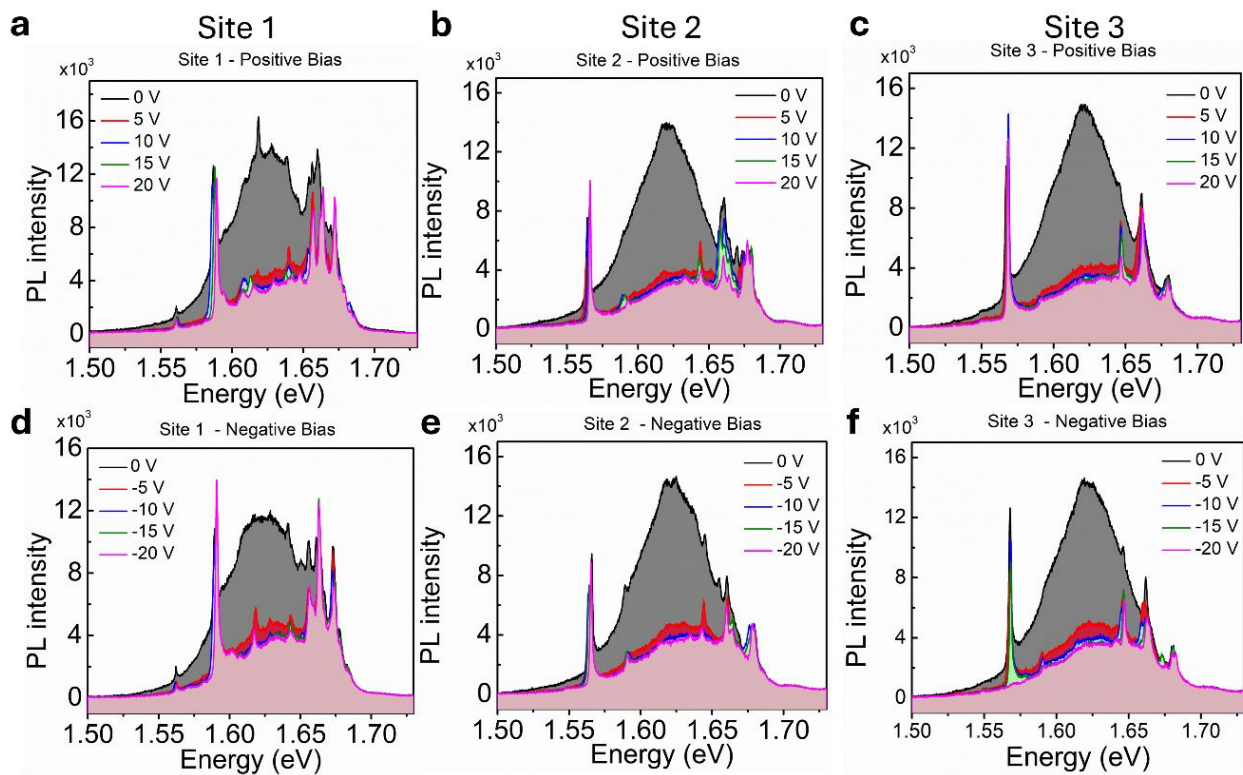 Site 1
Site 2
Site 3
a
Site 1 - Positive Bias
x10³
0 V
5 V
10 V
15 V
20 V
16
12
8
4
0
PL intensity
1.50 1.55 1.60 1.65 1.70
Energy (eV)
b
Site 2 - Positive Bias
x10³
0 V
5 V
10 V
15 V
20 V
16
12
8
4
0
PL intensity
1.50 1.55 1.60 1.65 1.70
Energy (eV)
c
Site 3 - Positive Bias
x10³
0 V
5 V
10 V
15 V
20 V
16
12
8
4
0
PL intensity
1.50 1.55 1.60 1.65 1.70
Energy (eV)
d
Site 1 - Negative Bias
x10³
0 V
-5 V
-10 V
-15 V
-20 V
16
12
8
4
0
PL intensity
1.50 1.55 1.60 1.65 1.70
Energy (eV)
e
Site 2 - Negative Bias
x10³
0 V
-5 V
-10 V
-15 V
-20 V
16
12
8
4
0
PL intensity
1.50 1.55 1.60 1.65 1.70
Energy (eV)
f
Site 3 - Negative Bias
x10³
0 V
-5 V
-10 V
-15 V
-20 V
16
12
8
4
0
PL intensity
1.50 1.55 1.60 1.65 1.70
Energy (eV)